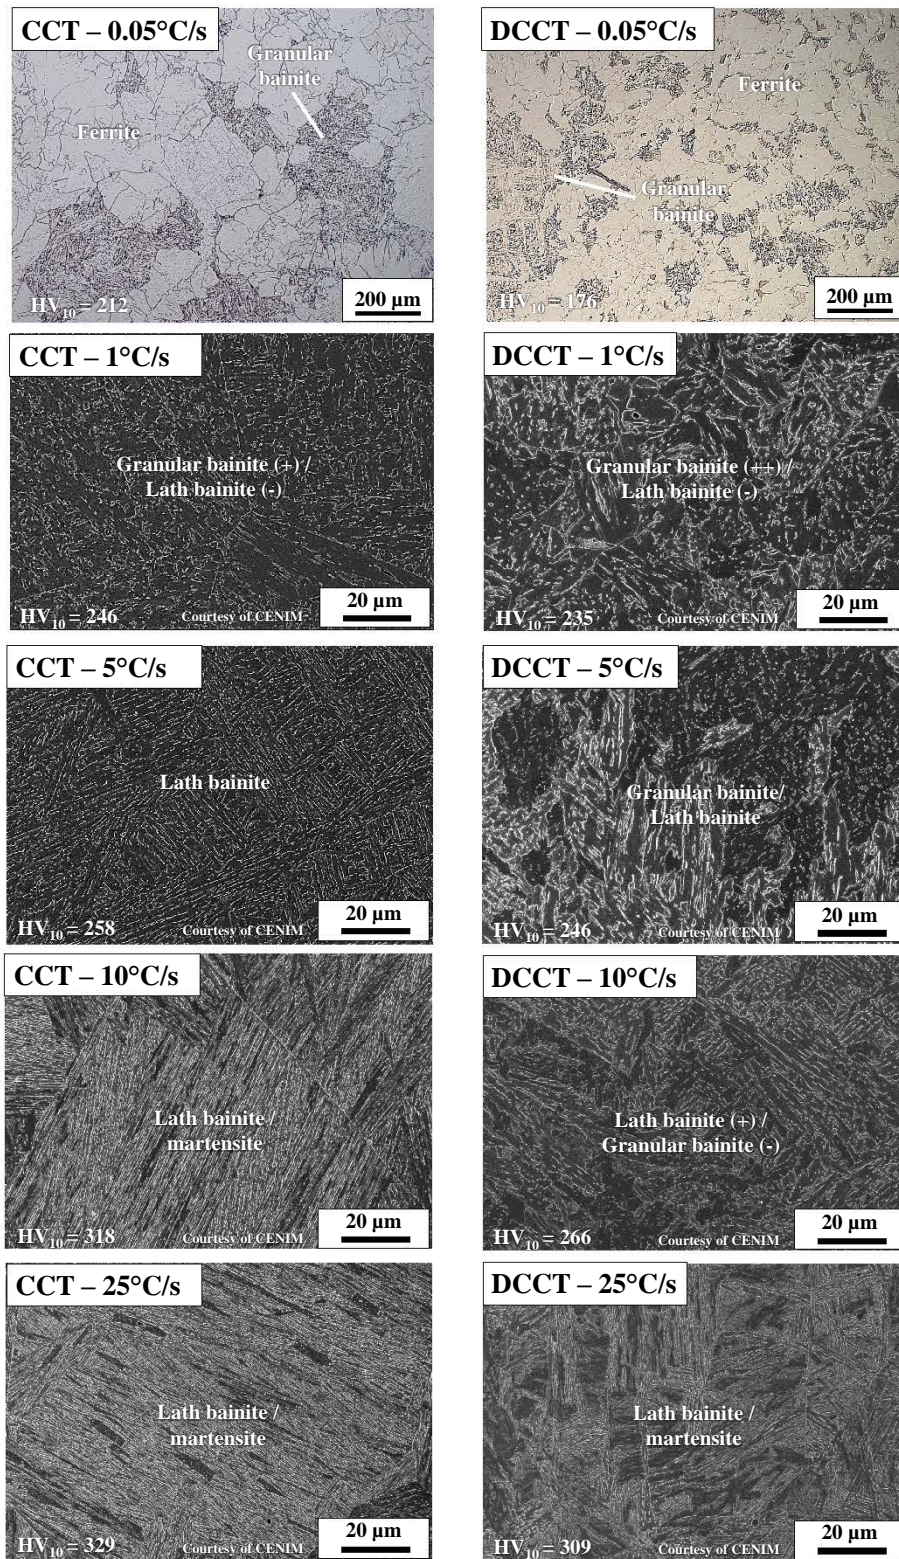 CCT – 0.05°C/s
Granular
bainite
Ferrite
HV10 = 212
200 µm
DCCT – 0.05°C/s
Ferrite
Granular
bainite
HV10 = 176
200 µm
CCT – 1°C/s
Granular bainite (+) /
Lath bainite (-)
HV10 = 246
Courtesy of CENIM
20 µm
DCCT – 1°C/s
Granular bainite (++) /
Lath bainite (-)
HV10 = 235
Courtesy of CENIM
20 µm
CCT – 5°C/s
Lath bainite
HV10 = 258
Courtesy of CENIM
20 µm
DCCT – 5°C/s
Granular bainite/
Lath bainite
HV10 = 246
Courtesy of CENIM
20 µm
CCT – 10°C/s
Lath bainite /
martensite
HV10 = 318
Courtesy of CENIM
20 µm
DCCT – 10°C/s
Lath bainite (+) /
Granular bainite (-)
HV10 = 266
Courtesy of CENIM
20 µm
CCT – 25°C/s
Lath bainite /
martensite
HV10 = 329
Courtesy of CENIM
20 µm
DCCT – 25°C/s
Lath bainite /
martensite
HV10 = 309
Courtesy of CENIM
20 µm